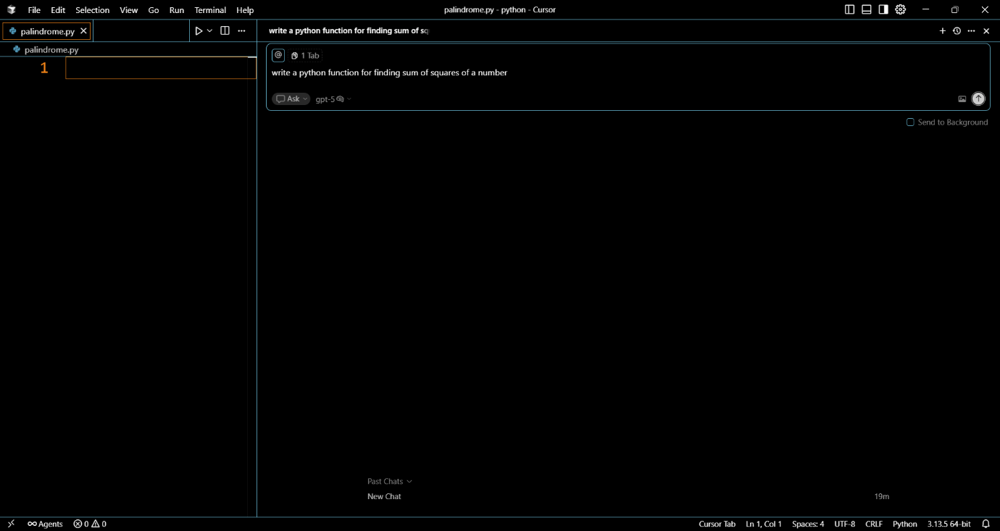 File Edit Selection View Go Run Terminal Help palindrome.py - python - Cursor
palindrome.py
write a python function for finding sum of sq
palindrome.py
1
@ 1 Tab
write a python function for finding sum of squares of a number
Ask gpt-5
Send to Background
Past Chats
New Chat 19m
Agents 0 0 Cursor Tab Ln 1, Col 1 Spaces: 4 UTF-8 CRLF Python 3.13.5 64-bit